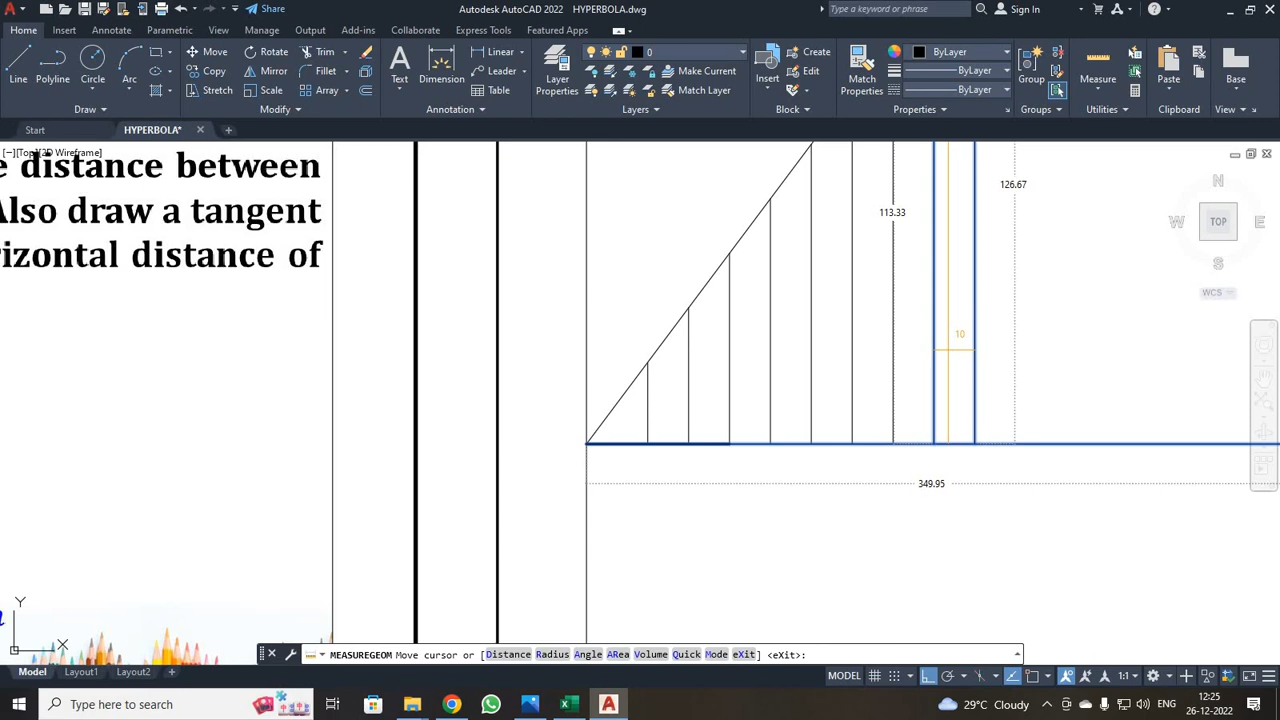 Share
Autodesk AutoCAD 2022 HYPERBOLA.dwg
Type a keyword or phrase
Sign In
Home Insert Annotate Parametric View Manage Output Add-ins Collaborate Express Tools Featured Apps
Line Polyline Circle Arc
Move Rotate Trim
Copy Mirror Fillet
Stretch Scale Array
Text Dimension
Linear
Leader
Table
Layer Properties
0
Make Current
Match Layer
Insert
Create
Edit
Match Properties
ByLayer
ByLayer
ByLayer
Group
Measure
Paste
Base
Draw Modify Annotation Layers Block Properties Groups Utilities Clipboard View
Start HYPERBOLA*
[−][Top][2D Wireframe]
e distance between
Also draw a tangent
rizontal distance of
126.67
113.33
10
349.95
N
W TOP E
S
WCS
Y
X
MEASUREGEOM Move cursor or [Distance Radius Angle ARea Volume Quick Mode eXit] <eXit>:
Model Layout1 Layout2
MODEL
1:1
Type here to search
29°C Cloudy
ENG
12:25
26-12-2022